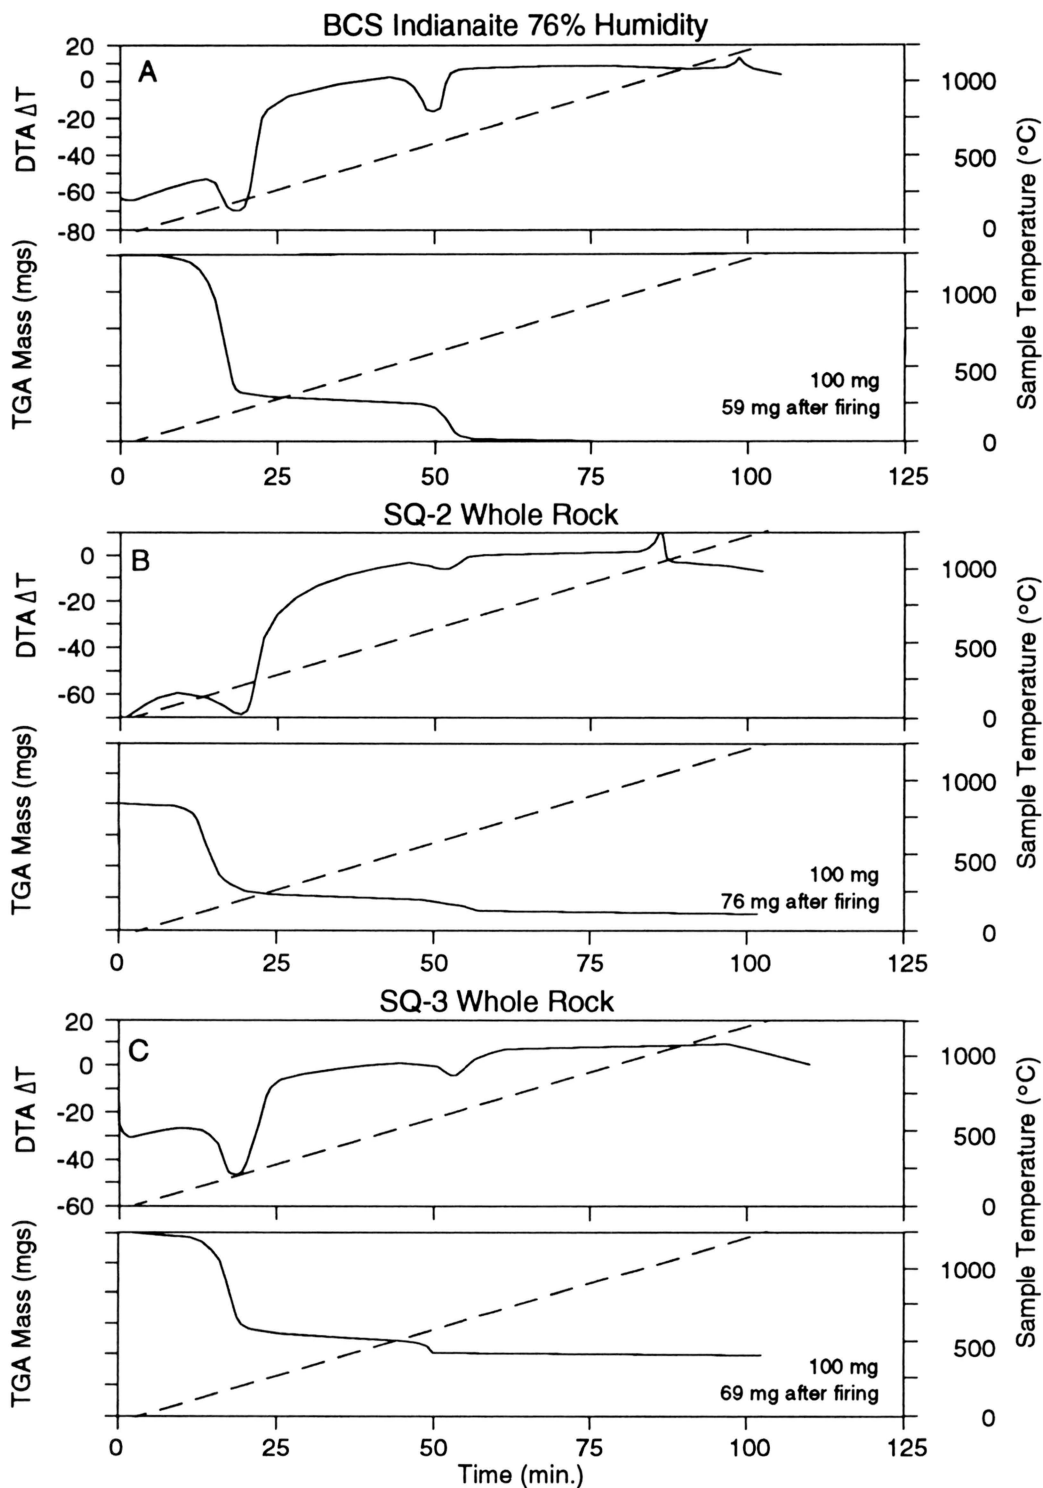 BCS Indianaite 76% Humidity
A
DTA ΔT
20
0
-20
-40
-60
-80
1000
500
0
Sample Temperature (°C)
TGA Mass (mgs)
1000
500
0
100 mg
59 mg after firing
0 25 50 75 100 125
SQ-2 Whole Rock
B
DTA ΔT
0
-20
-40
-60
1000
500
0
Sample Temperature (°C)
TGA Mass (mgs)
1000
500
0
100 mg
76 mg after firing
0 25 50 75 100 125
SQ-3 Whole Rock
C
DTA ΔT
20
0
-20
-40
-60
1000
500
0
Sample Temperature (°C)
TGA Mass (mgs)
1000
500
0
100 mg
69 mg after firing
0 25 50 75 100 125
Time (min.)